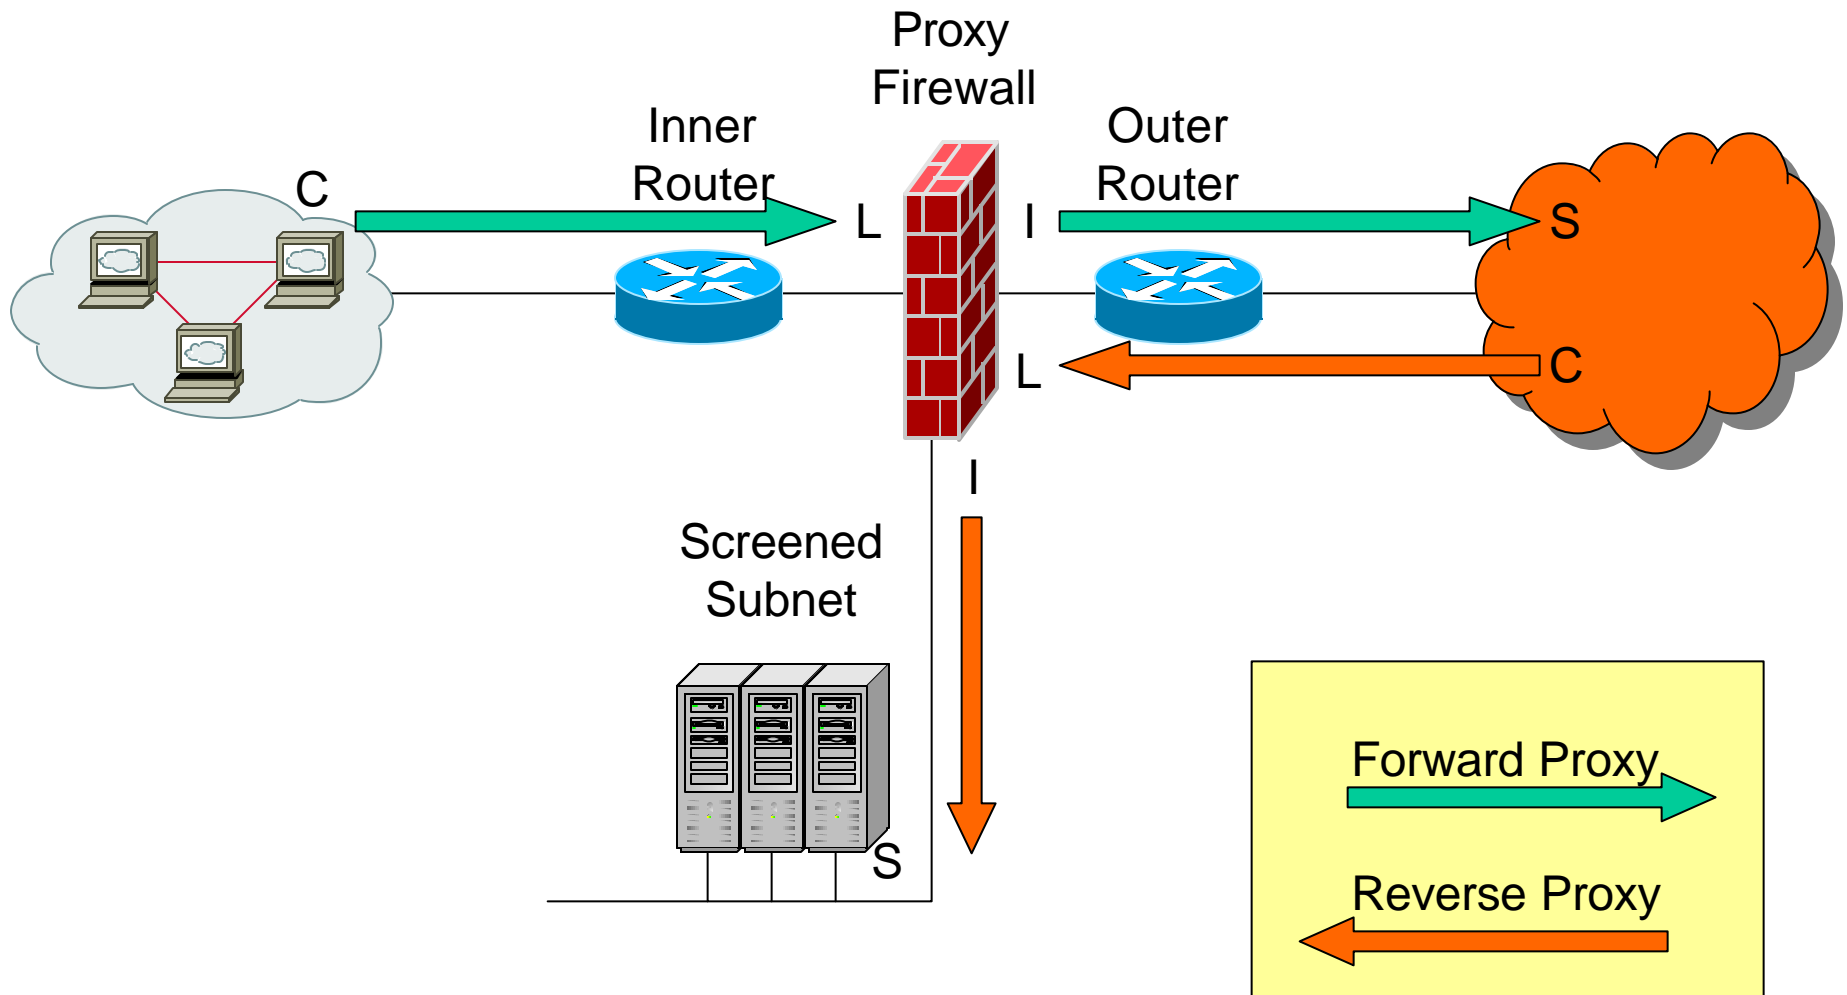 Proxy
Firewall
Inner
Router
Outer
Router
C
L
I
S
L
C
I
Screened
Subnet
S
Forward Proxy
Reverse Proxy